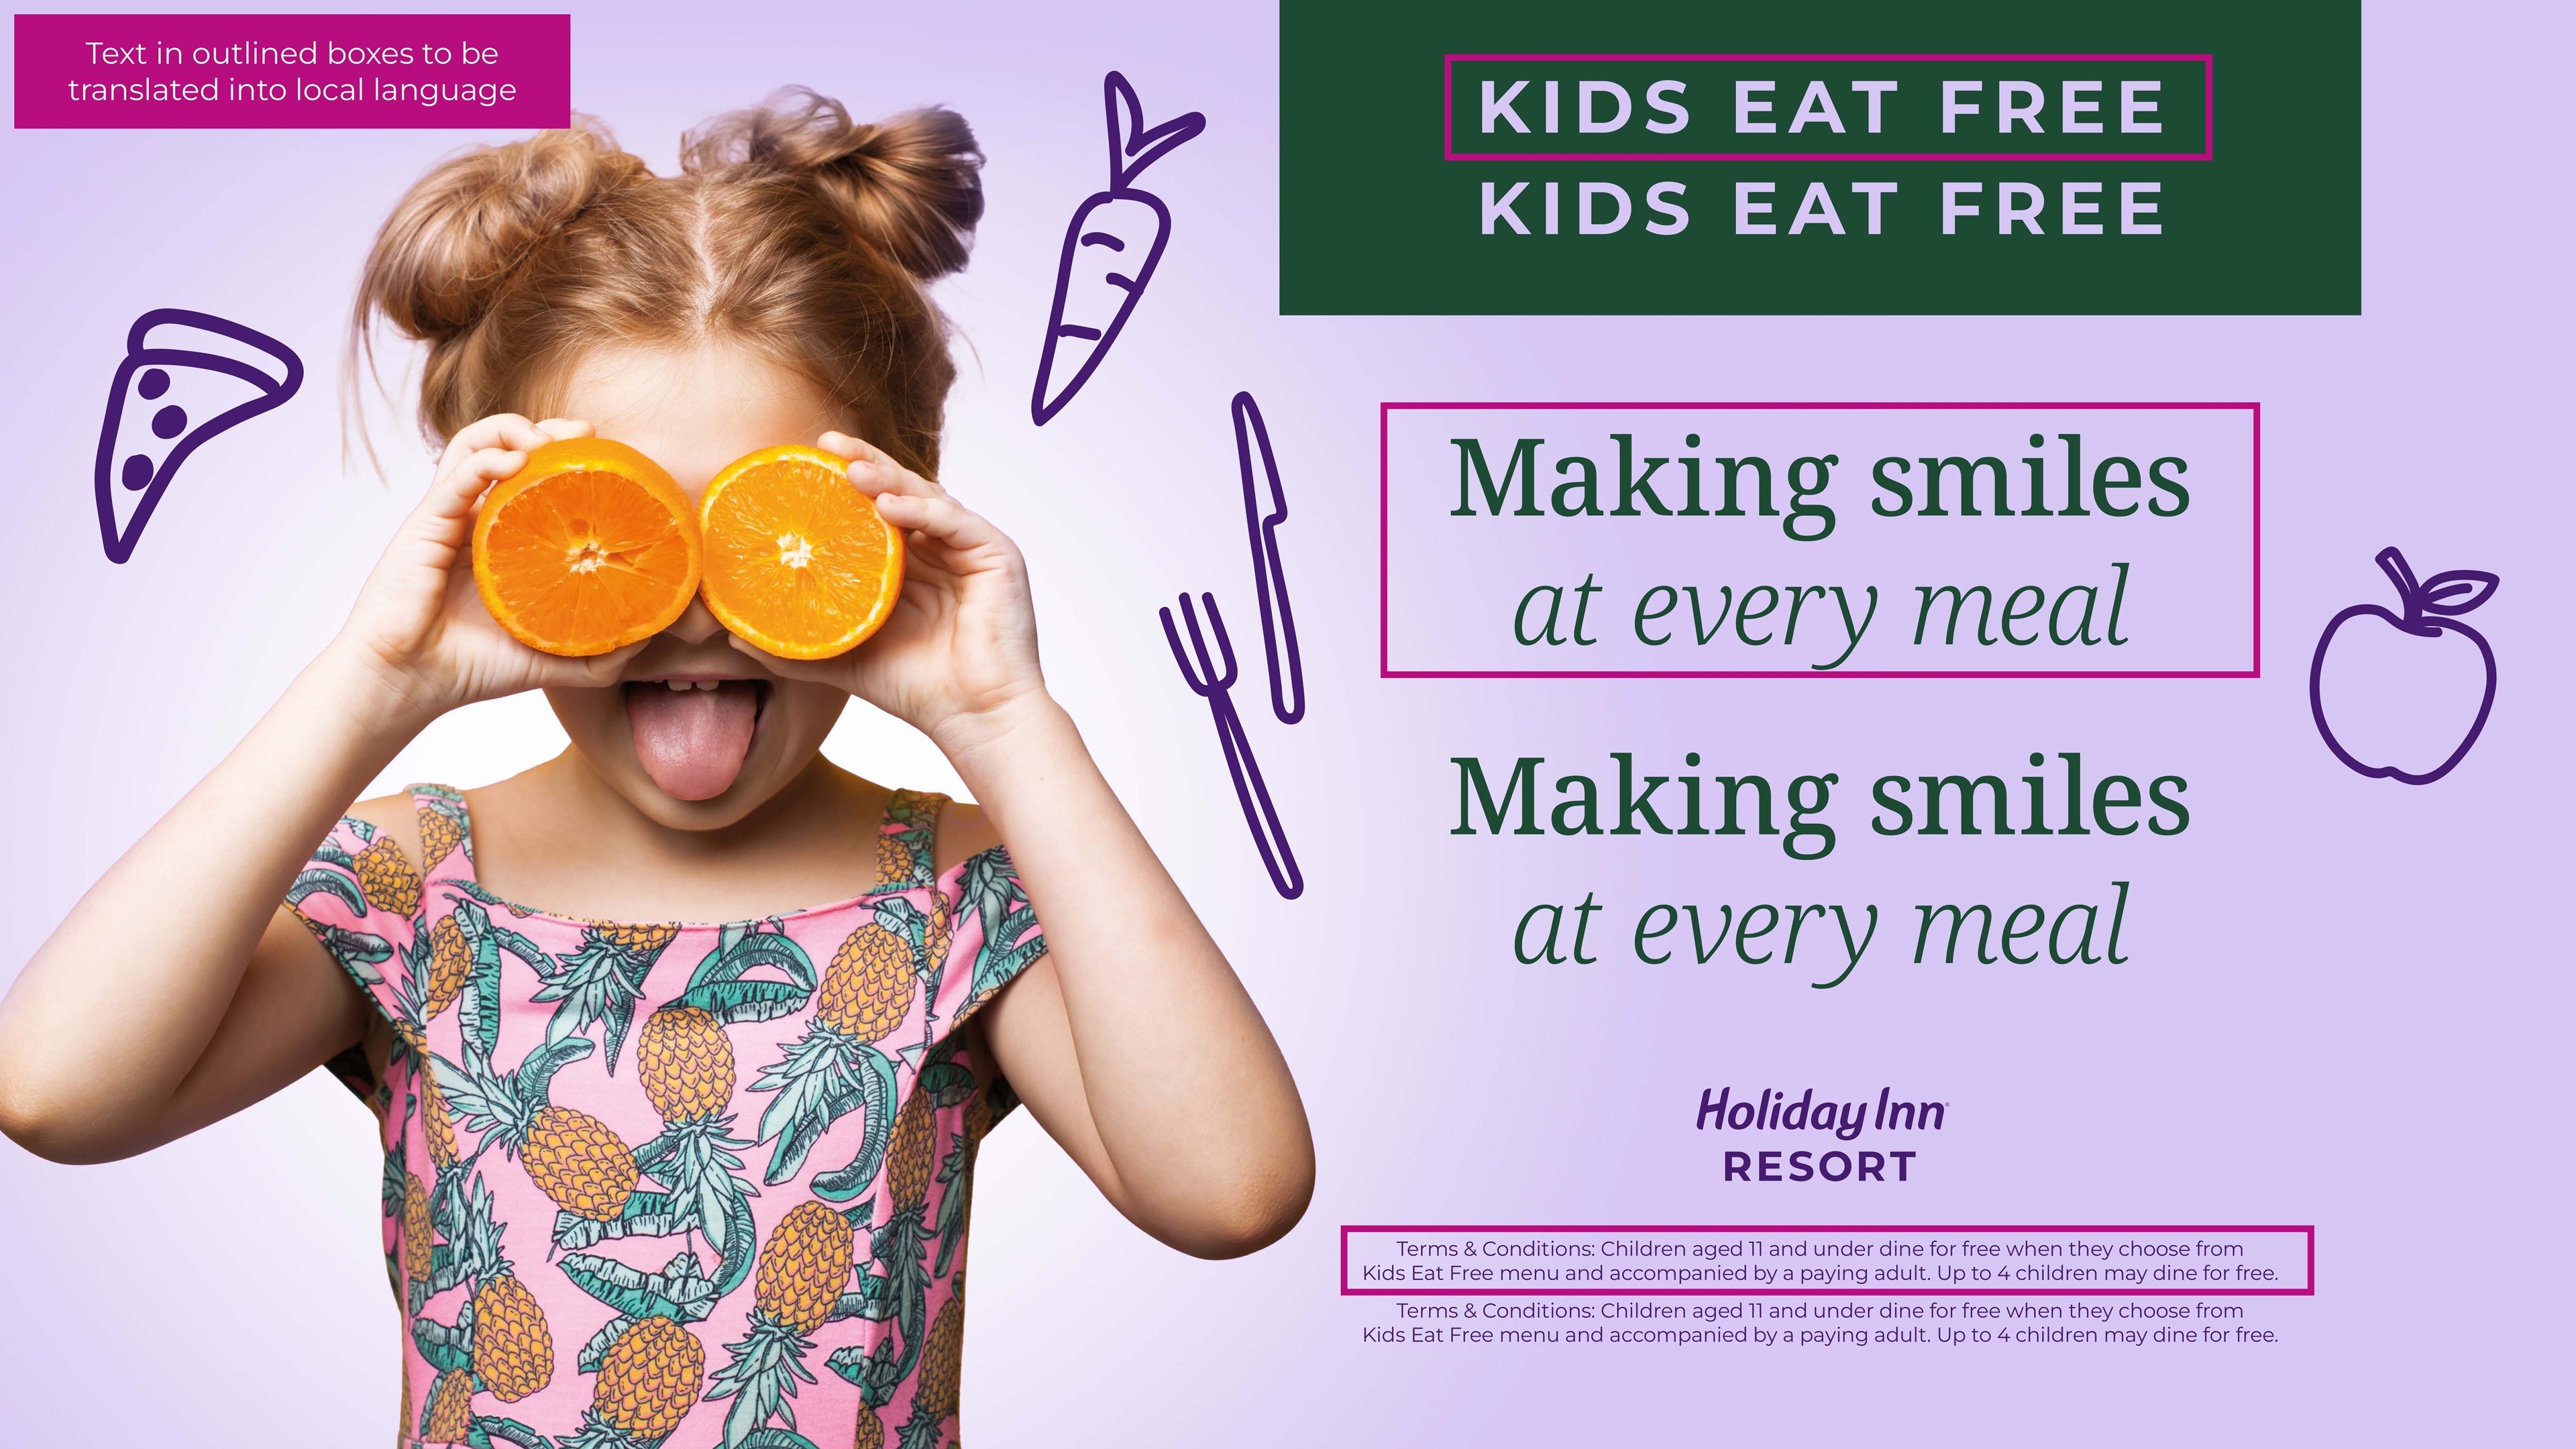 Text in outlined boxes to be
translated into local language
KIDS EAT FREE
KIDS EAT FREE
Making smiles
at every meal
Making smiles
at every meal
Holiday Inn®
RESORT
Terms & Conditions: Children aged 11 and under dine for free when they choose from
Kids Eat Free menu and accompanied by a paying adult. Up to 4 children may dine for free.
Terms & Conditions: Children aged 11 and under dine for free when they choose from
Kids Eat Free menu and accompanied by a paying adult. Up to 4 children may dine for free.